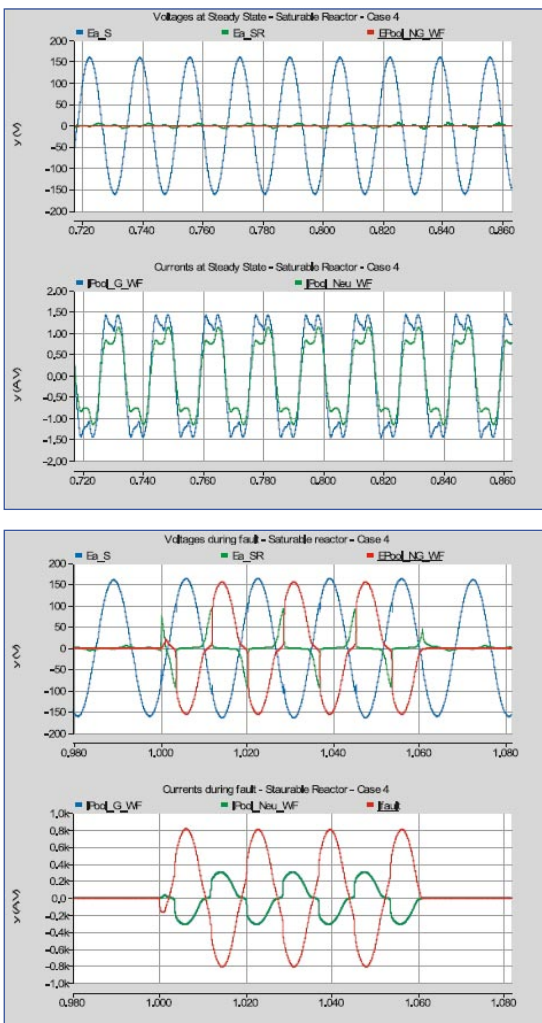 Voltages at Steady State - Saturable Reactor - Case 4
Ea_S Ea_SR EPool_NG_WF
200
150
100
50
0
-50
-100
-150
-200
y (V)
0.720 0.740 0.760 0.780 0.800 0.820 0.840 0.860
Currents at Steady State - Saturable Reactor - Case 4
IPool_G_WF IPool_Neu_WF
2.00
1.50
1.00
0.50
0.00
-0.50
-1.00
-1.50
-2.00
y (A,V)
0.720 0.740 0.760 0.780 0.800 0.820 0.840 0.860
Voltages during fault - Saturable reactor - Case 4
Ea_S Ea_SR EPool_NG_WF
200
150
100
50
0
-50
-100
-150
-200
y (V)
0.980 1.000 1.020 1.040 1.060 1.080
Currents during fault - Staurable Reactor - Case 4
IPool_G_WF IPool_Neu_WF Ifault
1.0k
0.8k
0.6k
0.4k
0.2k
0.0
-0.2k
-0.4k
-0.6k
-0.8k
-1.0k
y (A,V)
0.980 1.000 1.020 1.040 1.060 1.080